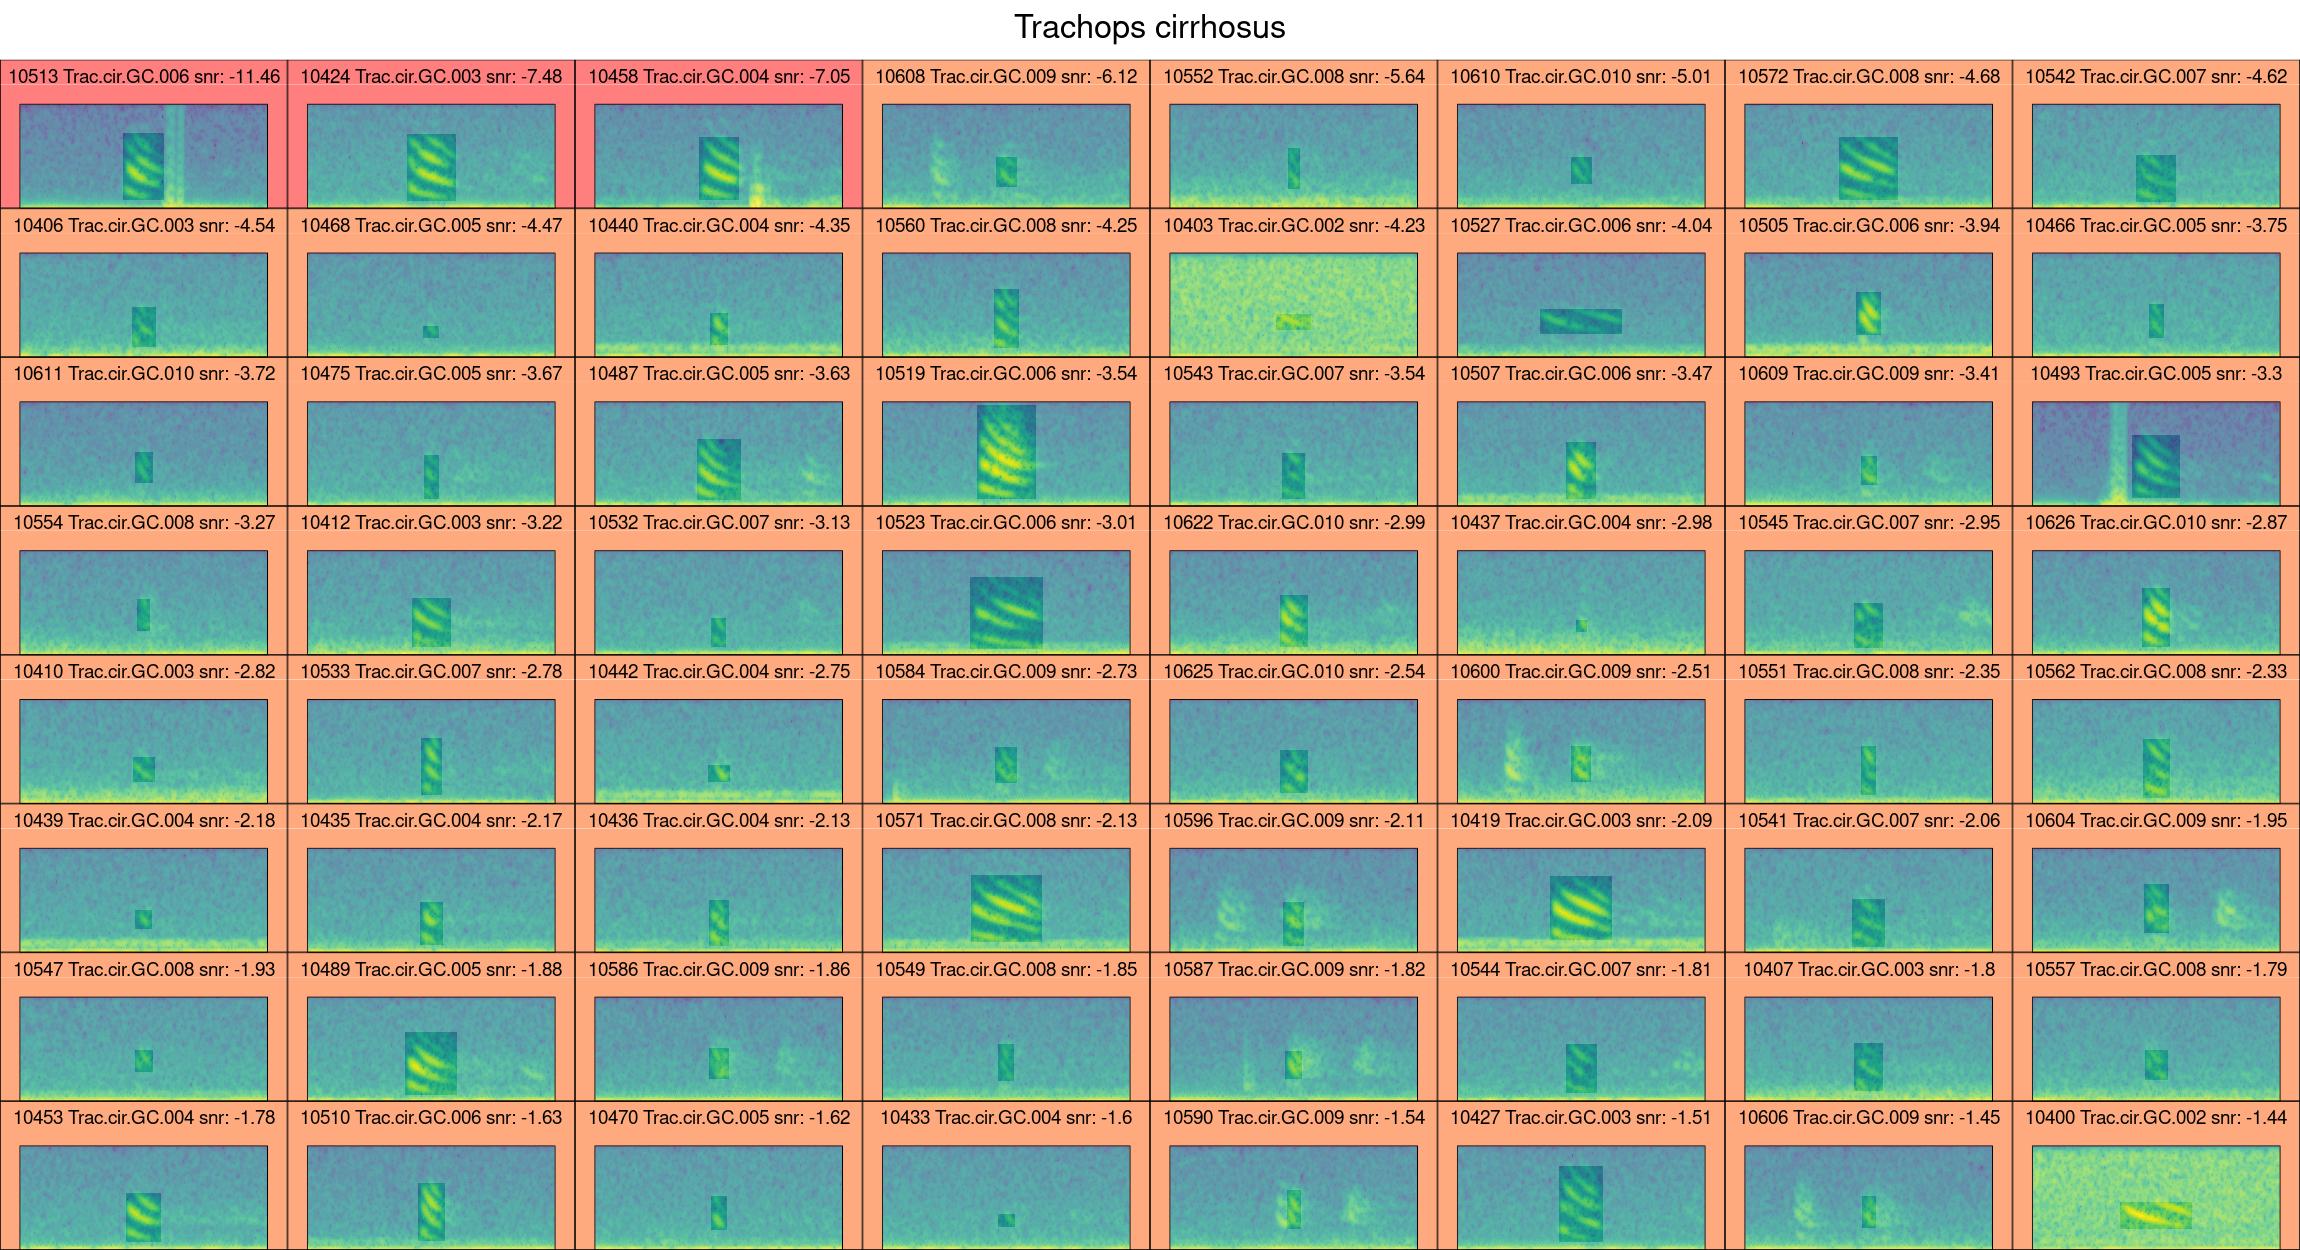 Trachops cirrhosus
10513 Trac.cir.GC.006 snr: -11.46
10424 Trac.cir.GC.003 snr: -7.48
10458 Trac.cir.GC.004 snr: -7.05
10608 Trac.cir.GC.009 snr: -6.12
10552 Trac.cir.GC.008 snr: -5.64
10610 Trac.cir.GC.010 snr: -5.01
10572 Trac.cir.GC.008 snr: -4.68
10542 Trac.cir.GC.007 snr: -4.62
10406 Trac.cir.GC.003 snr: -4.54
10468 Trac.cir.GC.005 snr: -4.47
10440 Trac.cir.GC.004 snr: -4.35
10560 Trac.cir.GC.008 snr: -4.25
10403 Trac.cir.GC.002 snr: -4.23
10527 Trac.cir.GC.006 snr: -4.04
10505 Trac.cir.GC.006 snr: -3.94
10466 Trac.cir.GC.005 snr: -3.75
10611 Trac.cir.GC.010 snr: -3.72
10475 Trac.cir.GC.005 snr: -3.67
10487 Trac.cir.GC.005 snr: -3.63
10519 Trac.cir.GC.006 snr: -3.54
10543 Trac.cir.GC.007 snr: -3.54
10507 Trac.cir.GC.006 snr: -3.47
10609 Trac.cir.GC.009 snr: -3.41
10493 Trac.cir.GC.005 snr: -3.3
10554 Trac.cir.GC.008 snr: -3.27
10412 Trac.cir.GC.003 snr: -3.22
10532 Trac.cir.GC.007 snr: -3.13
10523 Trac.cir.GC.006 snr: -3.01
10622 Trac.cir.GC.010 snr: -2.99
10437 Trac.cir.GC.004 snr: -2.98
10545 Trac.cir.GC.007 snr: -2.95
10626 Trac.cir.GC.010 snr: -2.87
10410 Trac.cir.GC.003 snr: -2.82
10533 Trac.cir.GC.007 snr: -2.78
10442 Trac.cir.GC.004 snr: -2.75
10584 Trac.cir.GC.009 snr: -2.73
10625 Trac.cir.GC.010 snr: -2.54
10600 Trac.cir.GC.009 snr: -2.51
10551 Trac.cir.GC.008 snr: -2.35
10562 Trac.cir.GC.008 snr: -2.33
10439 Trac.cir.GC.004 snr: -2.18
10435 Trac.cir.GC.004 snr: -2.17
10436 Trac.cir.GC.004 snr: -2.13
10571 Trac.cir.GC.008 snr: -2.13
10596 Trac.cir.GC.009 snr: -2.11
10419 Trac.cir.GC.003 snr: -2.09
10541 Trac.cir.GC.007 snr: -2.06
10604 Trac.cir.GC.009 snr: -1.95
10547 Trac.cir.GC.008 snr: -1.93
10489 Trac.cir.GC.005 snr: -1.88
10586 Trac.cir.GC.009 snr: -1.86
10549 Trac.cir.GC.008 snr: -1.85
10587 Trac.cir.GC.009 snr: -1.82
10544 Trac.cir.GC.007 snr: -1.81
10407 Trac.cir.GC.003 snr: -1.8
10557 Trac.cir.GC.008 snr: -1.79
10453 Trac.cir.GC.004 snr: -1.78
10510 Trac.cir.GC.006 snr: -1.63
10470 Trac.cir.GC.005 snr: -1.62
10433 Trac.cir.GC.004 snr: -1.6
10590 Trac.cir.GC.009 snr: -1.54
10427 Trac.cir.GC.003 snr: -1.51
10606 Trac.cir.GC.009 snr: -1.45
10400 Trac.cir.GC.002 snr: -1.44